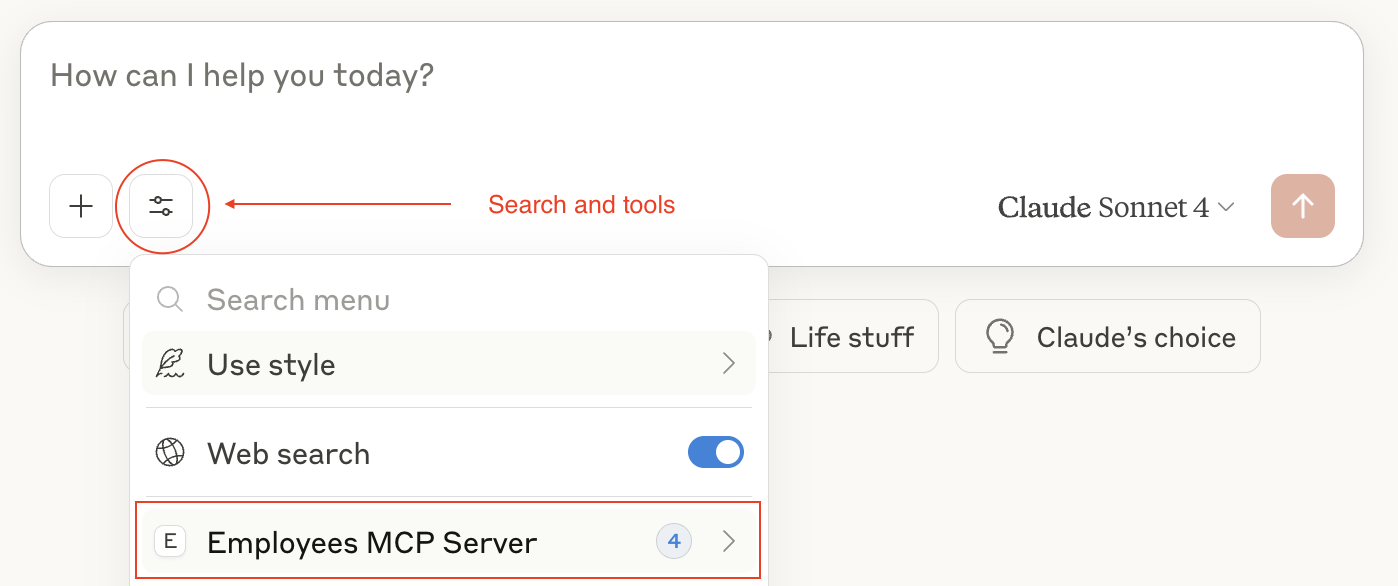 How can I help you today?
Search and tools
Claude Sonnet 4
Search menu
Use style
Life stuff
Claude's choice
Web search
E Employees MCP Server 4